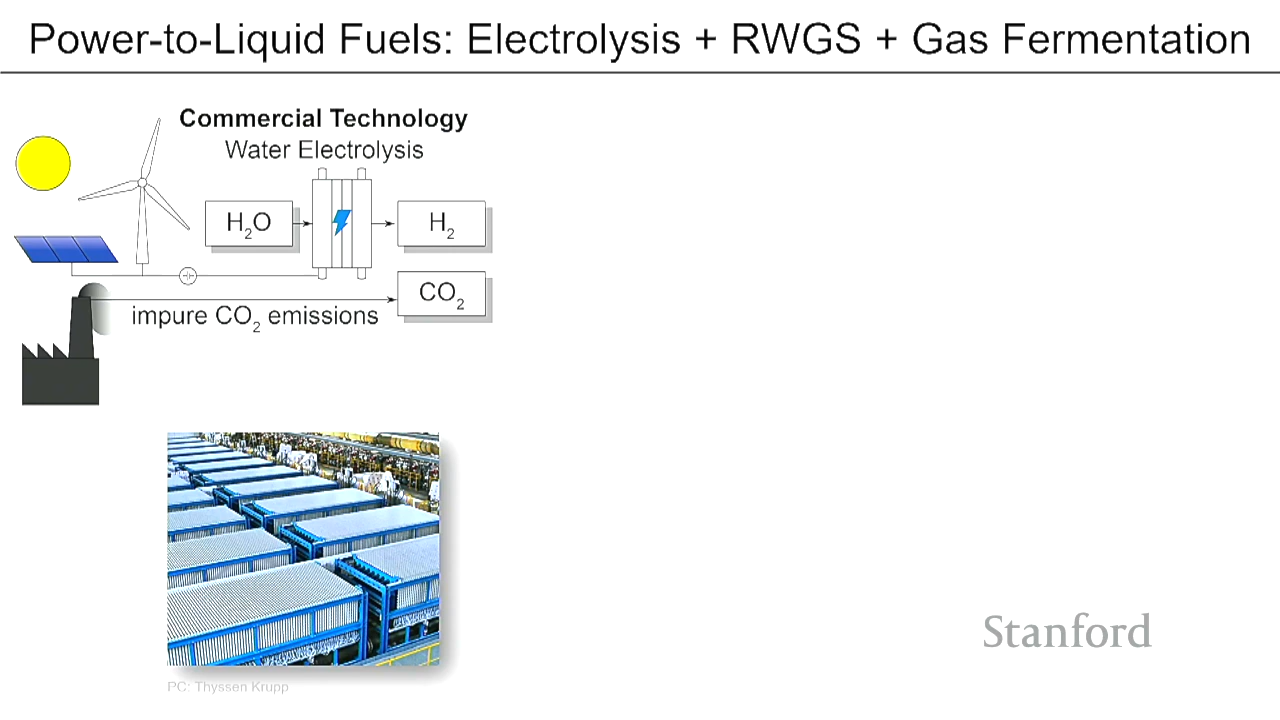 Power-to-Liquid Fuels: Electrolysis + RWGS + Gas Fermentation
Commercial Technology
Water Electrolysis
H₂O
H₂
CO₂
impure CO₂ emissions
Stanford
PC: Thyssen Krupp